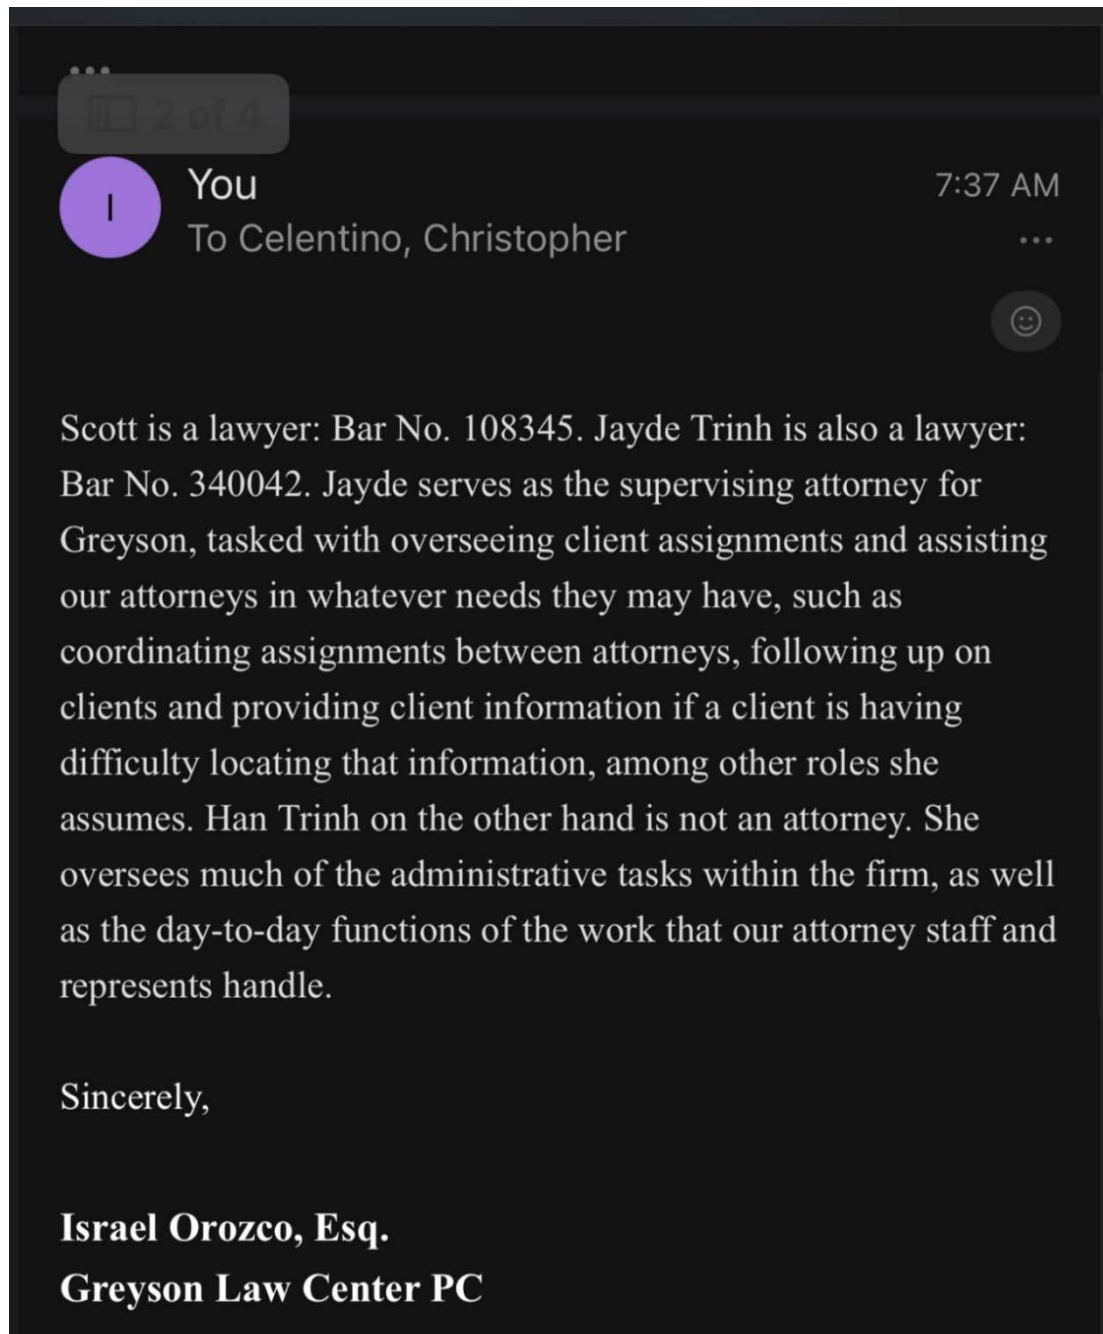 2 of 4
I
You
7:37 AM
To Celentino, Christopher
Scott is a lawyer: Bar No. 108345. Jayde Trinh is also a lawyer:
Bar No. 340042. Jayde serves as the supervising attorney for
Greyson, tasked with overseeing client assignments and assisting
our attorneys in whatever needs they may have, such as
coordinating assignments between attorneys, following up on
clients and providing client information if a client is having
difficulty locating that information, among other roles she
assumes. Han Trinh on the other hand is not an attorney. She
oversees much of the administrative tasks within the firm, as well
as the day-to-day functions of the work that our attorney staff and
represents handle.
Sincerely,
Israel Orozco, Esq.
Greyson Law Center PC